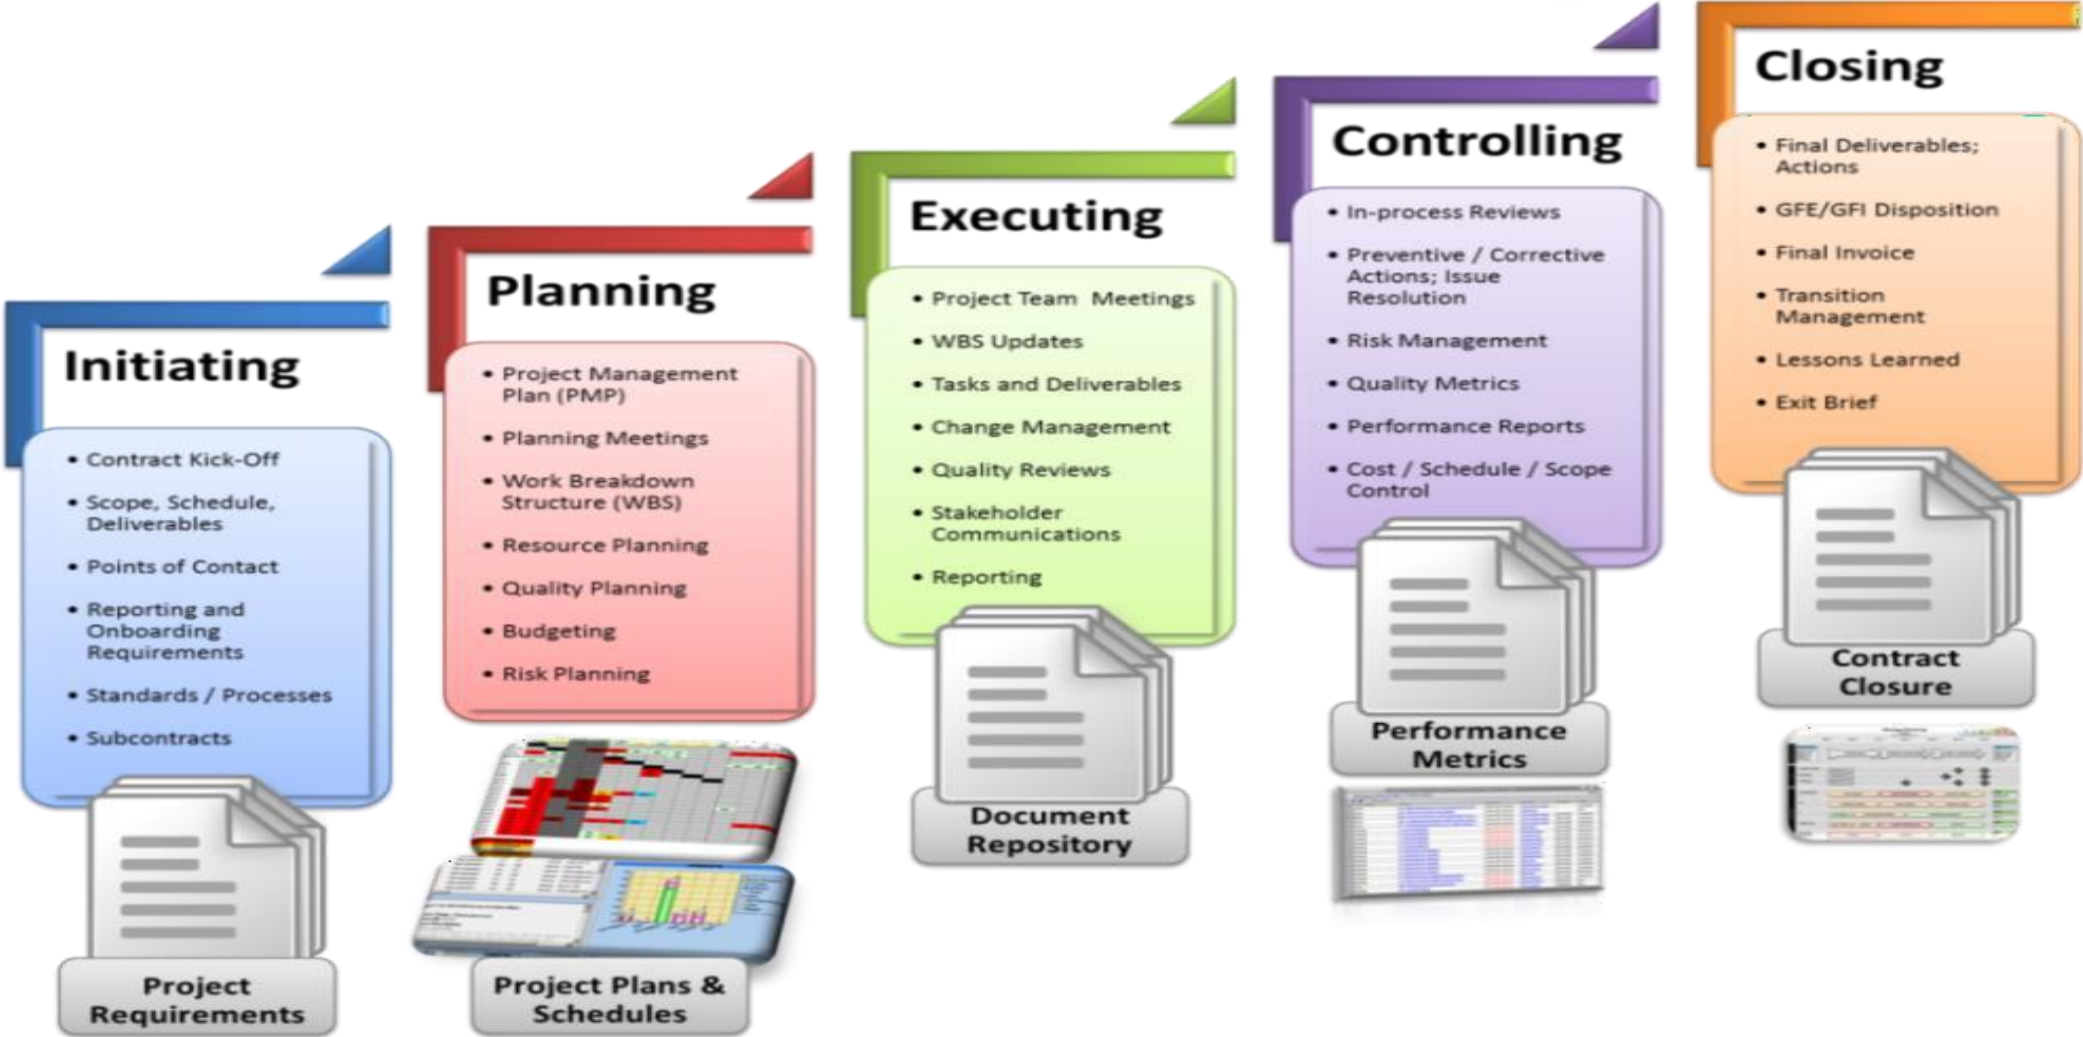 Initiating
• Contract Kick-Off
• Scope, Schedule,
Deliverables
• Points of Contact
• Reporting and
Onboarding
Requirements
• Standards / Processes
• Subcontracts
Project
Requirements
Planning
• Project Management
Plan (PMP)
• Planning Meetings
• Work Breakdown
Structure (WBS)
• Resource Planning
• Quality Planning
• Budgeting
• Risk Planning
Project Plans &
Schedules
Executing
• Project Team Meetings
• WBS Updates
• Tasks and Deliverables
• Change Management
• Quality Reviews
• Stakeholder
Communications
• Reporting
Document
Repository
Controlling
• In-process Reviews
• Preventive / Corrective
Actions; Issue
Resolution
• Risk Management
• Quality Metrics
• Performance Reports
• Cost / Schedule / Scope
Control
Performance
Metrics
Closing
• Final Deliverables;
Actions
• GFE/GFI Disposition
• Final Invoice
• Transition
Management
• Lessons Learned
• Exit Brief
Contract
Closure